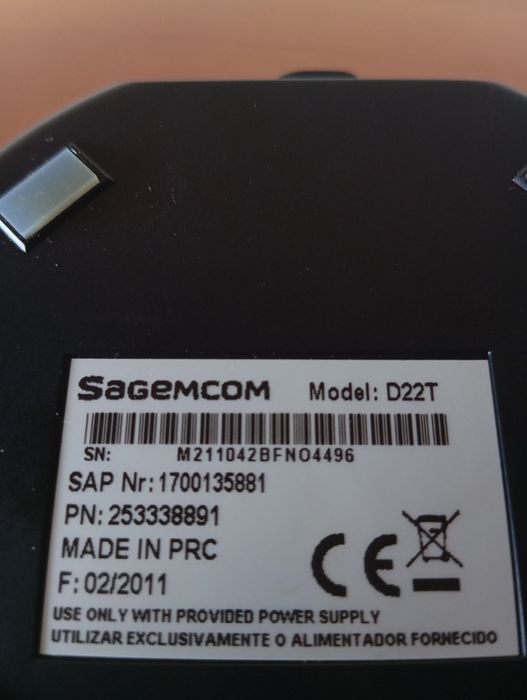 SAGEMCOM Model: D22T
SN: M211042BFNO4496
SAP Nr: 1700135881
PN: 253338891
MADE IN PRC
F: 02/2011
CE
USE ONLY WITH PROVIDED POWER SUPPLY
UTILIZAR EXCLUSIVAMENTE O ALIMENTADOR FORNECIDO